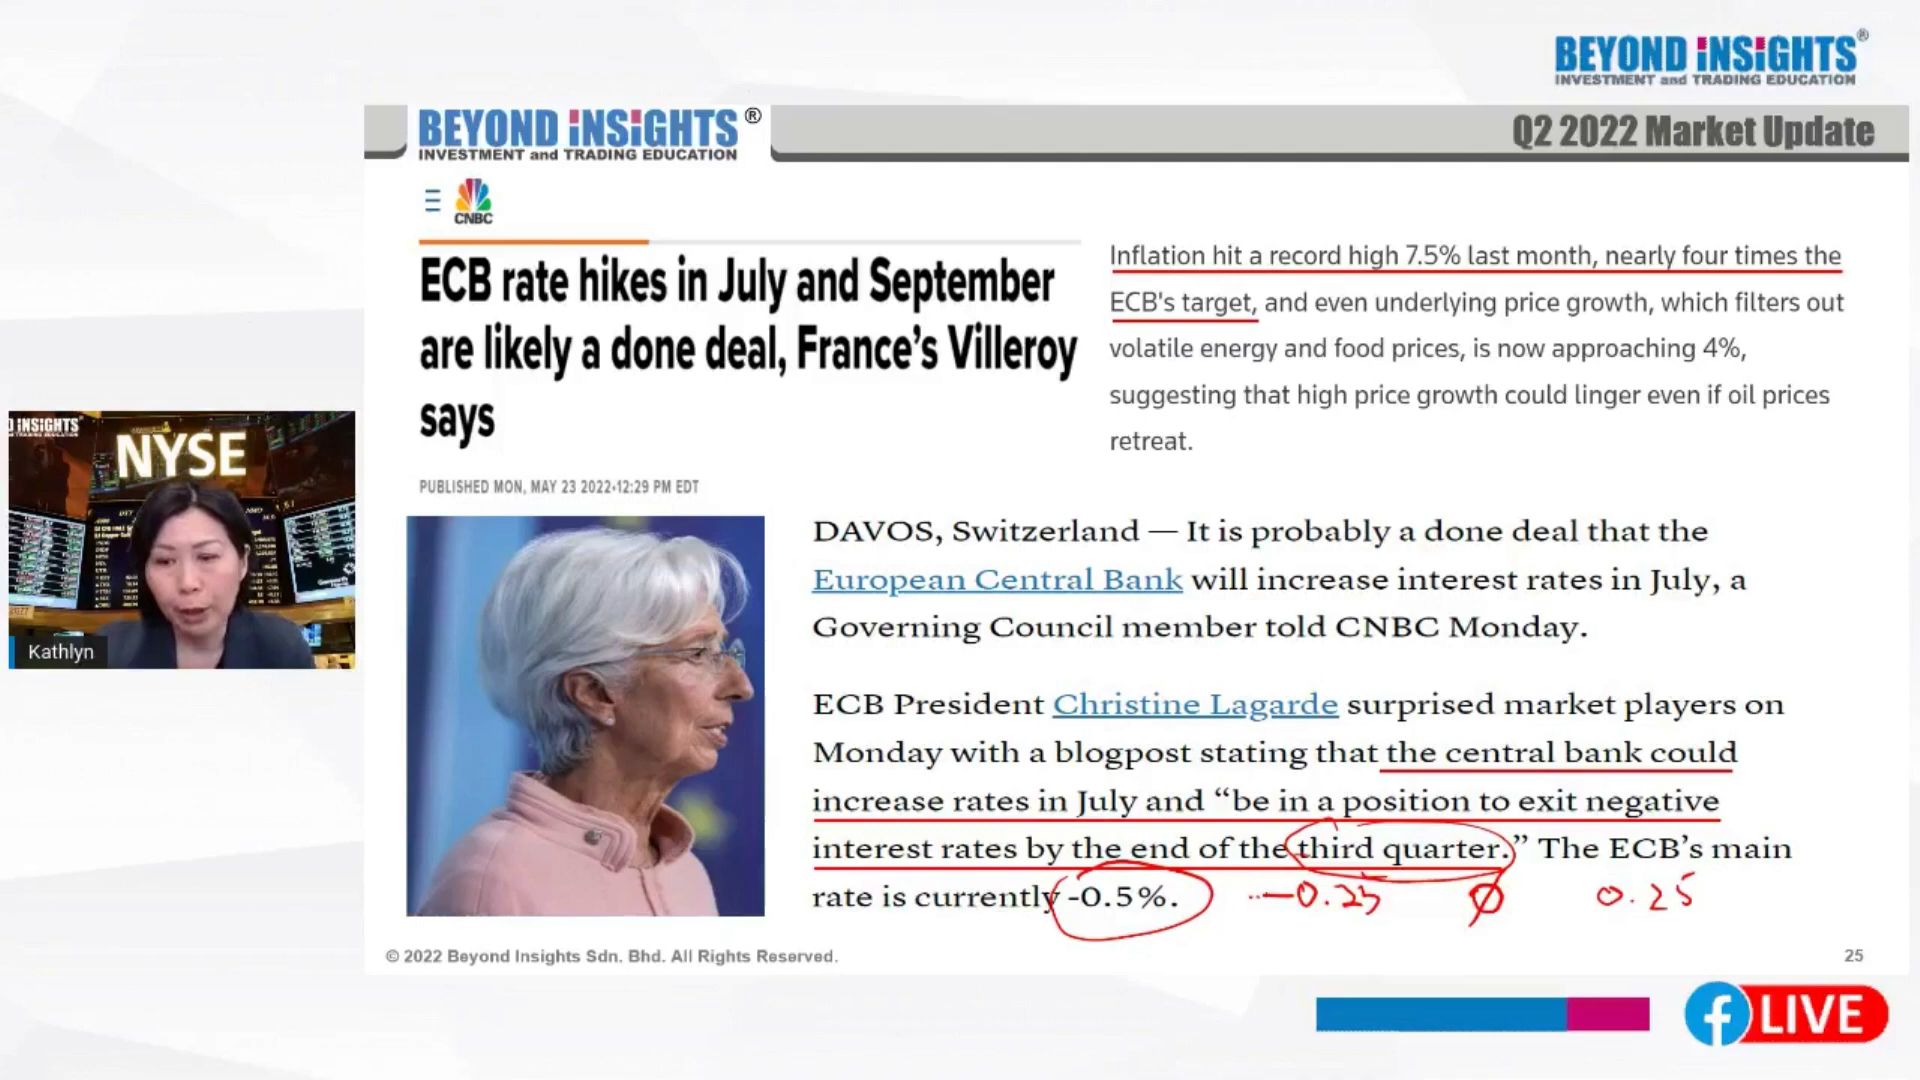 BEYOND INSIGHTS®
INVESTMENT and TRADING EDUCATION
BEYOND INSIGHTS®
INVESTMENT and TRADING EDUCATION
Q2 2022 Market Update
CNBC
ECB rate hikes in July and September
are likely a done deal, France’s Villeroy
says
PUBLISHED MON, MAY 23 2022•12:29 PM EDT
Inflation hit a record high 7.5% last month, nearly four times the
ECB's target, and even underlying price growth, which filters out
volatile energy and food prices, is now approaching 4%,
suggesting that high price growth could linger even if oil prices
retreat.
NYSE
Kathlyn
DAVOS, Switzerland — It is probably a done deal that the
European Central Bank will increase interest rates in July, a
Governing Council member told CNBC Monday.
ECB President Christine Lagarde surprised market players on
Monday with a blogpost stating that the central bank could
increase rates in July and “be in a position to exit negative
interest rates by the end of the third quarter.” The ECB’s main
rate is currently -0.5%. -0.25 0 0.25
© 2022 Beyond Insights Sdn. Bhd. All Rights Reserved.
25
f LIVE